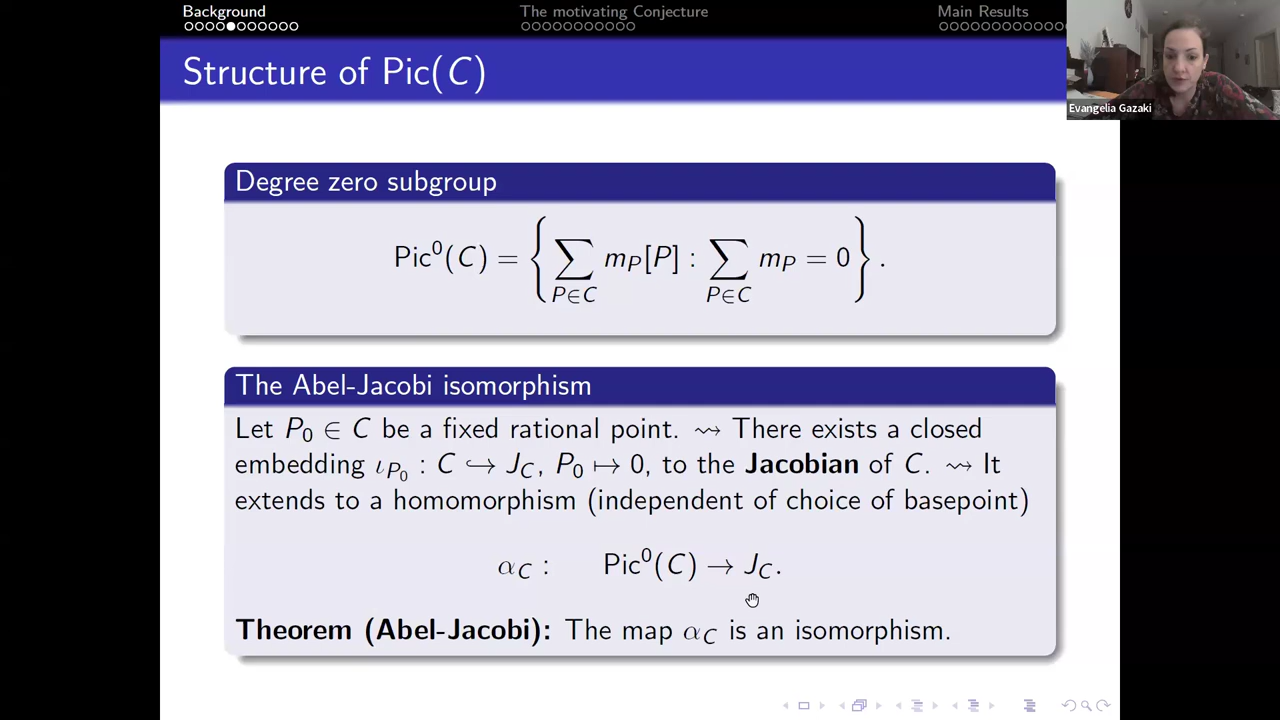 Background The motivating Conjecture Main Results
Evangelia Gazaki
Structure of Pic(C)
Degree zero subgroup
Pic⁰(C) = { ∑_{P∈C} m_P[P] : ∑_{P∈C} m_P = 0 } .
The Abel-Jacobi isomorphism
Let P₀ ∈ C be a fixed rational point. ⇝ There exists a closed
embedding ι_{P₀} : C ↪ J_C, P₀ ↦ 0, to the Jacobian of C. ⇝ It
extends to a homomorphism (independent of choice of basepoint)
α_C : Pic⁰(C) → J_C.
Theorem (Abel-Jacobi): The map α_C is an isomorphism.